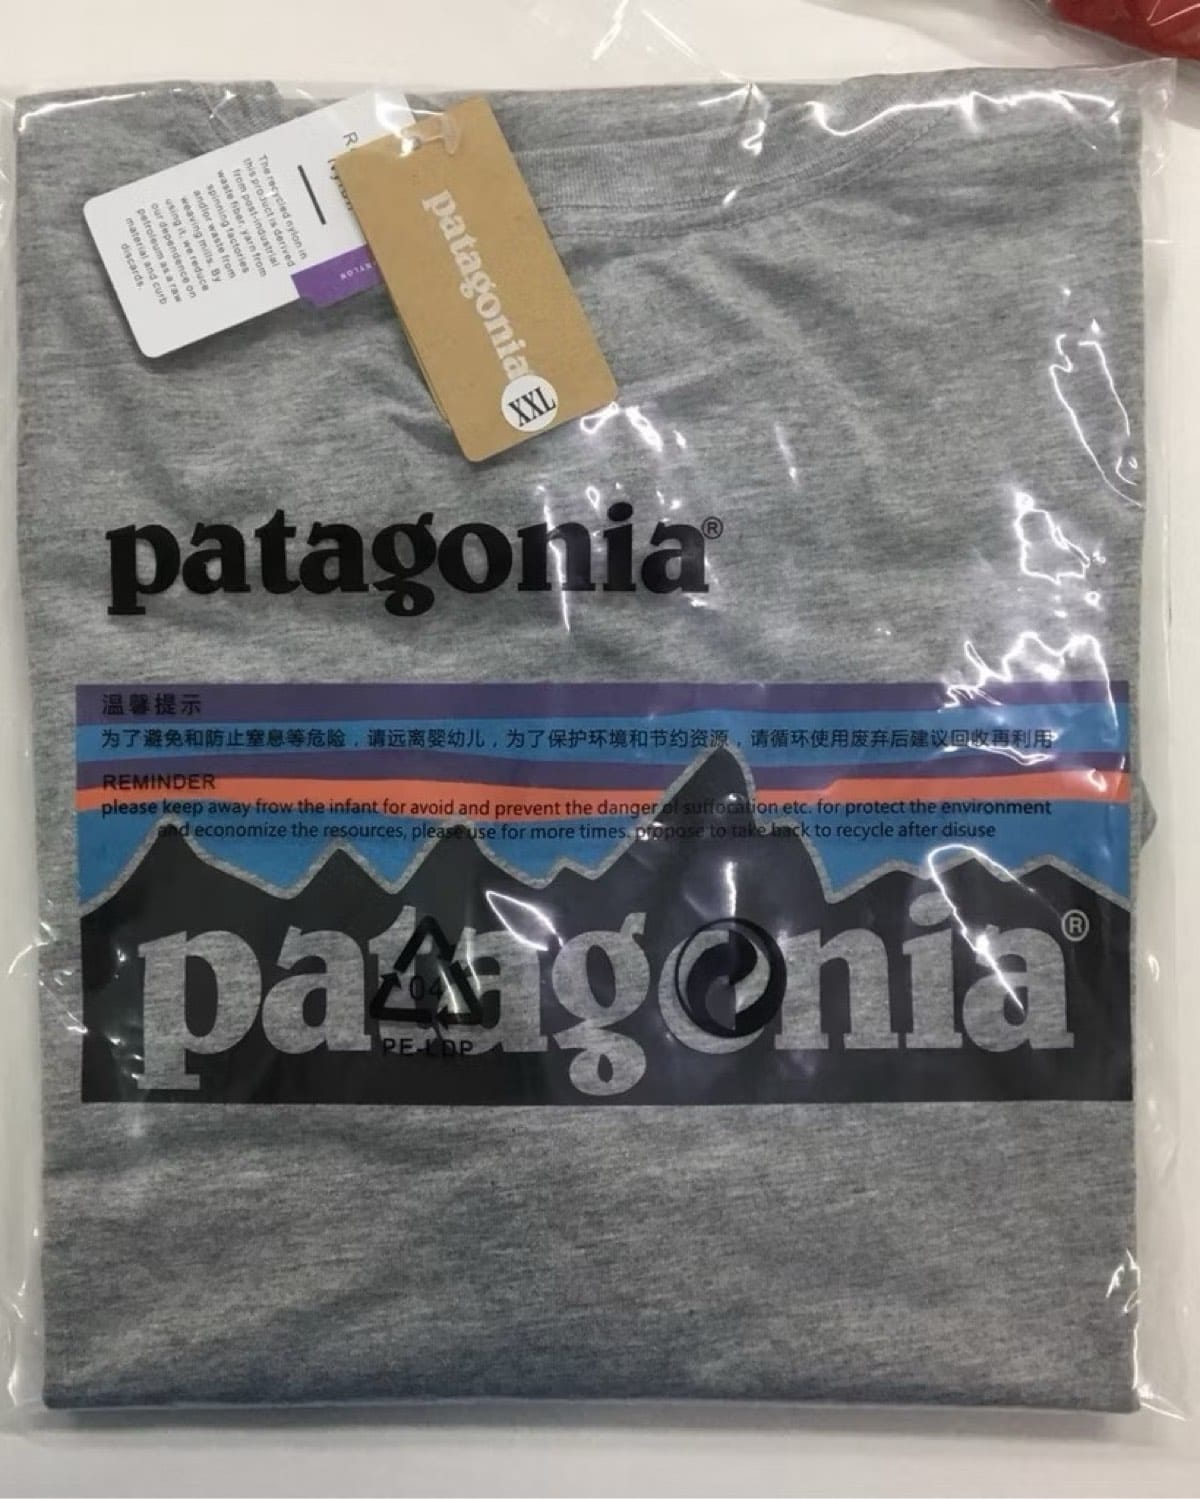 R
The recycled nylon in
this product is derived
from post-industrial
waste fiber, yarn from
spinning factories
and/or waste from
weaving mills. By
using it, we reduce
our dependence on
petroleum as a raw
material and curb
discards.
NYLON
patagonia
XXL
patagonia®
温馨提示
为了避免和防止窒息等危险，请远离婴幼儿，为了保护环境和节约资源，请循环使用废弃后建议回收再利用
REMINDER
please keep away frow the infant for avoid and prevent the danger of suffocation etc. for protect the environment
and economize the resources, please use for more times. propose to take back to recycle after disuse
patagonia®
04
PE-LDP